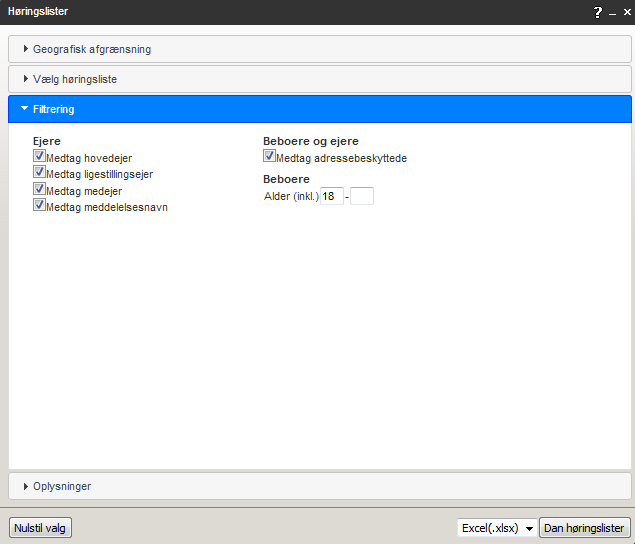 Høringslister ? _ ×
Geografisk afgrænsning
Vælg høringsliste
Filtrering
Ejere
Medtag hovedejer
Medtag ligestillingsejer
Medtag medejer
Medtag meddelelsesnavn
Beboere og ejere
Medtag adressebeskyttede
Beboere
Alder (inkl.) 18 -
Oplysninger
Nulstil valg
Excel(.xlsx)
Dan høringslister